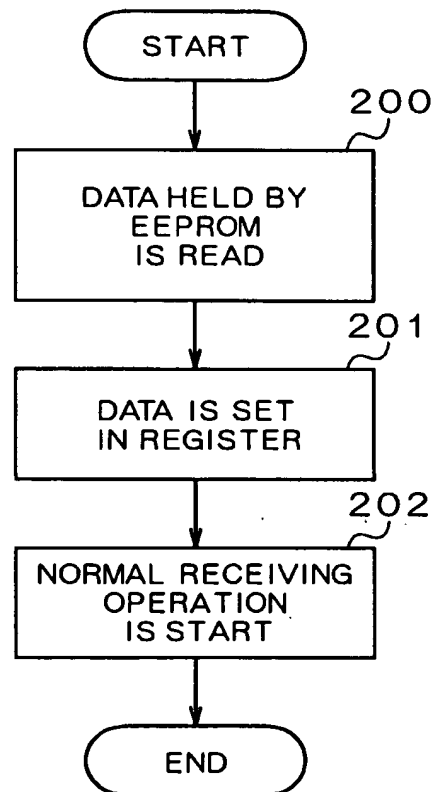 START
200
DATA HELD BY
EEPROM
IS READ
201
DATA IS SET
IN REGISTER
202
NORMAL RECEIVING
OPERATION
IS START
END